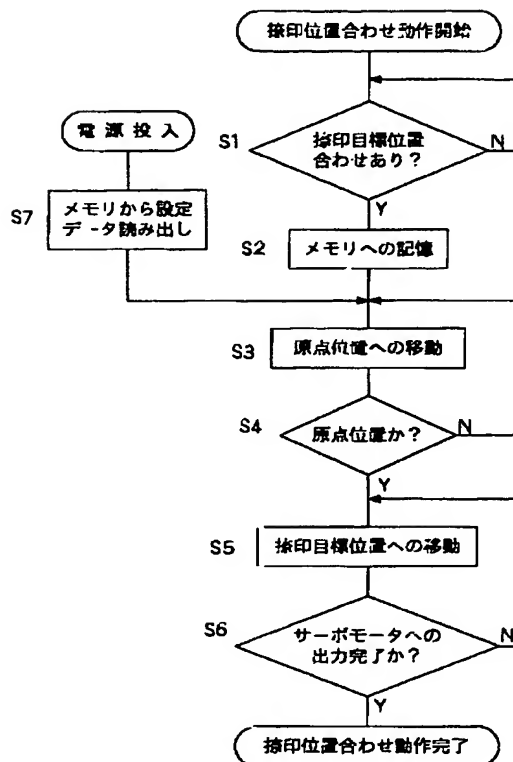 捺印位置合わせ動作開始
電源投入
S1
捺印目標位置
合わせあり？
N
Y
S7
メモリから設定
データ読み出し
S2
メモリへの記憶
S3
原点位置への移動
S4
原点位置か？
N
Y
S5
捺印目標位置への移動
S6
サーボモータへの
出力完了か？
N
Y
捺印位置合わせ動作完了